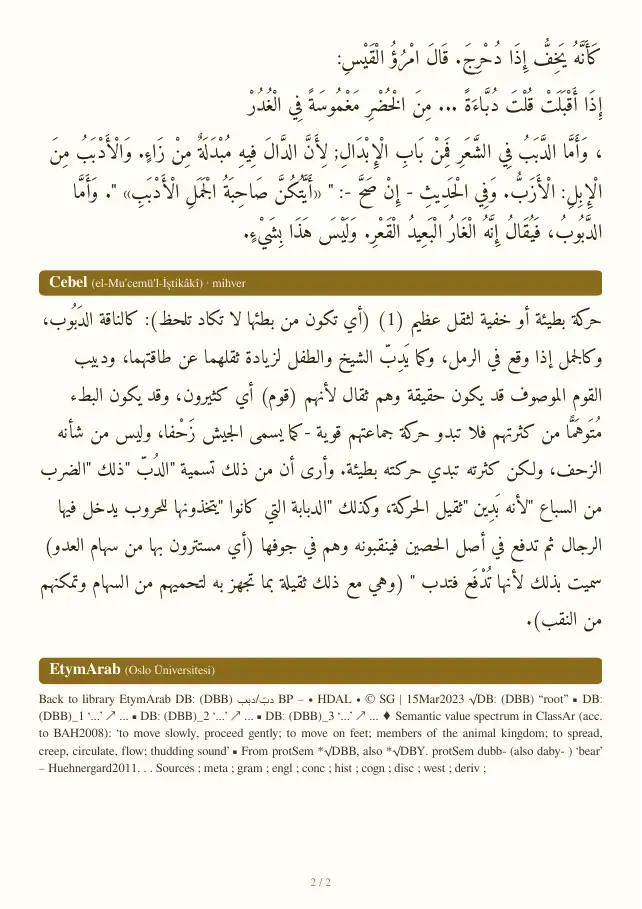 كَأَنَّهُ يَخِفُّ إِذَا دُحْرِجَ. قَالَ امْرُؤُ الْقَيْسِ:
إِذَا أَقْبَلَتْ قُلْتَ دُبَّاءَةً ... مِنَ الْخُضْرِ مَغْمُوسَةً فِي الْغُدُرْ
، وَأَمَّا الدَّبَبُ فِي الشَّعَرِ فَمِنْ بَابِ الْإِبْدَالِ; لِأَنَّ الدَّالَ فِيهِ مُبْدَلَةٌ مِنْ زَاءٍ. وَالْأَدْبَبُ مِنَ
الْإِبِلِ: الْأَزَبُّ. وَفِي الْحَدِيثِ - إِنْ صَحَّ -: " «أَيَّتُكُنَّ صَاحِبَةُ الْجَمَلِ الْأَدْبَبِ» ". وَأَمَّا
الدَّبُوبُ، فَيُقَالُ إِنَّهُ الْغَارُ الْبَعِيدُ الْقَعْرِ. وَلَيْسَ هَذَا بِشَيْءٍ.
Cebel (el-Mu'cemü'l-İştikâkî) · mihver
حركة بطيئة أو خفية لثقل عظيم (1) (أي تكون من بطئها لا تكاد تلحظ): كالناقة الدَبُوب،
وكالجمل إذا وقع في الرمل، وكما يَدِبّ الشيخ والطفل لزيادة ثقلهما عن طاقتهما، ودبيب
القوم الموصوف قد يكون حقيقة وهم ثقال لأنهم (قوم) أي كثيرون، وقد يكون البطء
مُتَوهَمًّا من كثرتهم فلا تبدو حركة جماعتهم قوية -كما يسمى الجيش زَحْفا، وليس من شأنه
الزحف، ولكن كثرته تبدي حركته بطيئة. وأرى أن من ذلك تسمية "الدُبّ "ذلك "الضرب
من السباع "لأنه بَدِين "ثقيل الحركة، وكذلك "الدبابة التي كانوا "يتخذونها للحروب يدخل فيها
الرجال ثم تدفع في أصل الحصين فينقبونه وهم في جوفها (أي مستترون بها من سهام العدو)
سميت بذلك لأنها تُدْفَع فتدب " (وهي مع ذلك ثقيلة بما تجهز به لتحميهم من السهام وتمكنهم
من النقب).
EtymArab (Oslo Üniversitesi)
Back to library EtymArab DB: (DBB) دبّ/دبب BP – • HDAL • © SG | 15Mar2023 √DB: (DBB) “root” ▪ DB:
(DBB)_1 ‘...’ ↗ ... ▪ DB: (DBB)_2 ‘...’ ↗ ... ▪ DB: (DBB)_3 ‘...’ ↗ ... ♦ Semantic value spectrum in ClassAr (acc.
to BAH2008): ‘to move slowly, proceed gently; to move on feet; members of the animal kingdom; to spread,
creep, circulate, flow; thudding sound’ ▪ From protSem *√DBB, also *√DBY. protSem dubb- (also daby- ) ‘bear’
– Huehnergard2011. . . Sources ; meta ; gram ; engl ; conc ; hist ; cogn ; disc ; west ; deriv ;
2 / 2